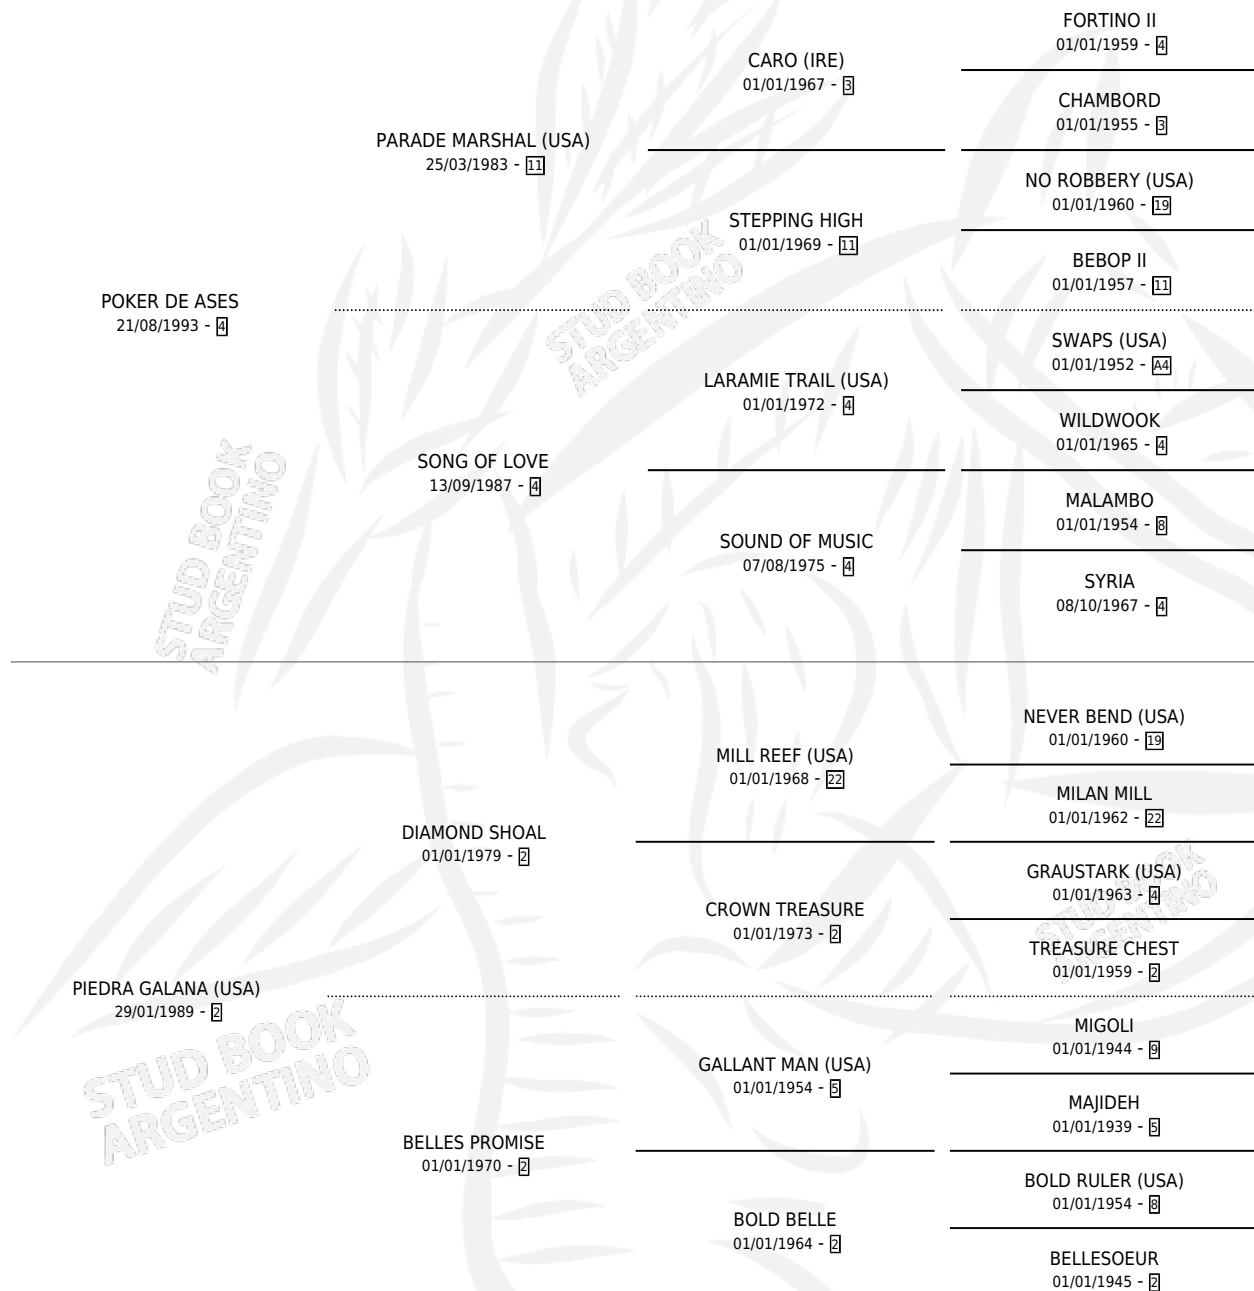 FORTINO II
01/01/1959 - 4
CARO (IRE)
01/01/1967 - 3
CHAMBORD
01/01/1955 - 3
PARADE MARSHAL (USA)
25/03/1983 - 11
NO ROBBERY (USA)
01/01/1960 - 19
STEPPING HIGH
01/01/1969 - 11
BEBOP II
01/01/1957 - 11
POKER DE ASES
21/08/1993 - 4
SWAPS (USA)
01/01/1952 - A4
LARAMIE TRAIL (USA)
01/01/1972 - 4
WILDWOOK
01/01/1965 - 4
SONG OF LOVE
13/09/1987 - 4
MALAMBO
01/01/1954 - 8
SOUND OF MUSIC
07/08/1975 - 4
SYRIA
08/10/1967 - 4
STUD BOOK
ARGENTINO
STUD BOOK
ARGENTINO
NEVER BEND (USA)
01/01/1960 - 19
MILL REEF (USA)
01/01/1968 - 22
MILAN MILL
01/01/1962 - 22
DIAMOND SHOAL
01/01/1979 - 2
GRAUSTARK (USA)
01/01/1963 - 4
CROWN TREASURE
01/01/1973 - 2
TREASURE CHEST
01/01/1959 - 2
PIEDRA GALANA (USA)
29/01/1989 - 2
MIGOLI
01/01/1944 - 9
GALLANT MAN (USA)
01/01/1954 - 5
MAJIDEH
01/01/1939 - 5
BELLES PROMISE
01/01/1970 - 2
BOLD RULER (USA)
01/01/1954 - 8
BOLD BELLE
01/01/1964 - 2
BELLESOEUR
01/01/1945 - 2
STUD BOOK
ARGENTINO
STUD BOOK
ARGENTINO